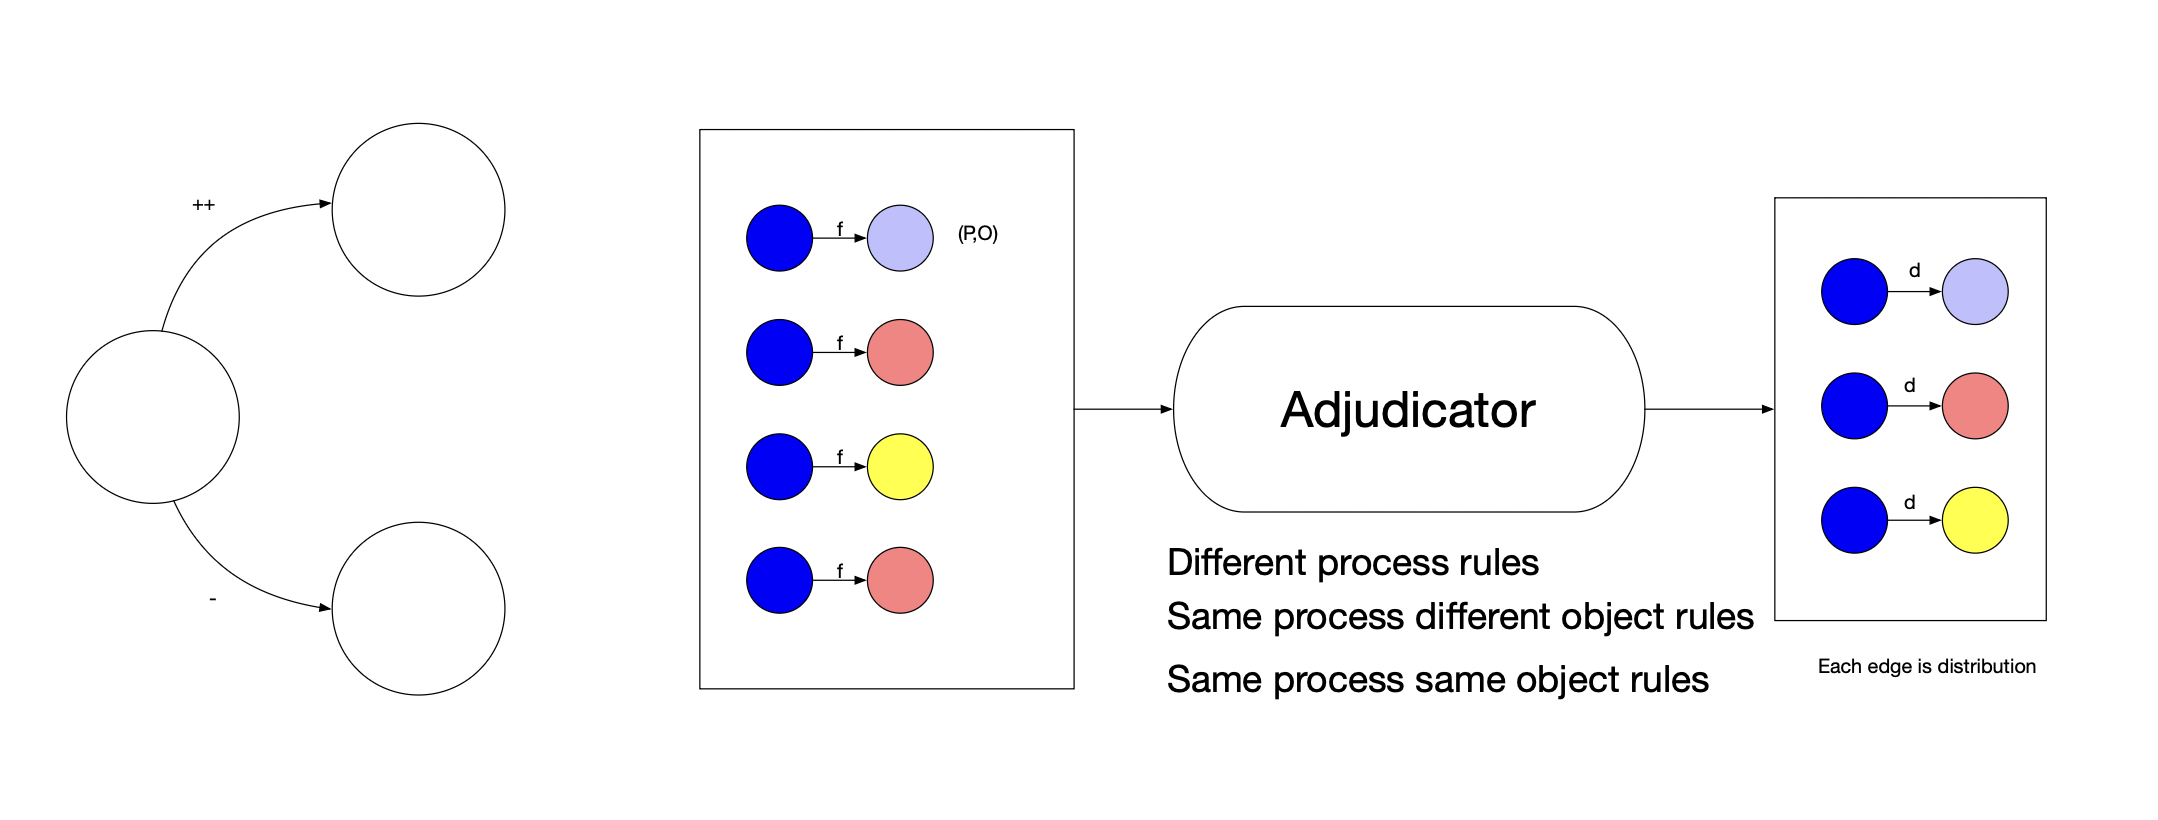 ++
-
f
(P,O)
f
f
f
Adjudicator
Different process rules
Same process different object rules
Same process same object rules
d
d
d
Each edge is distribution